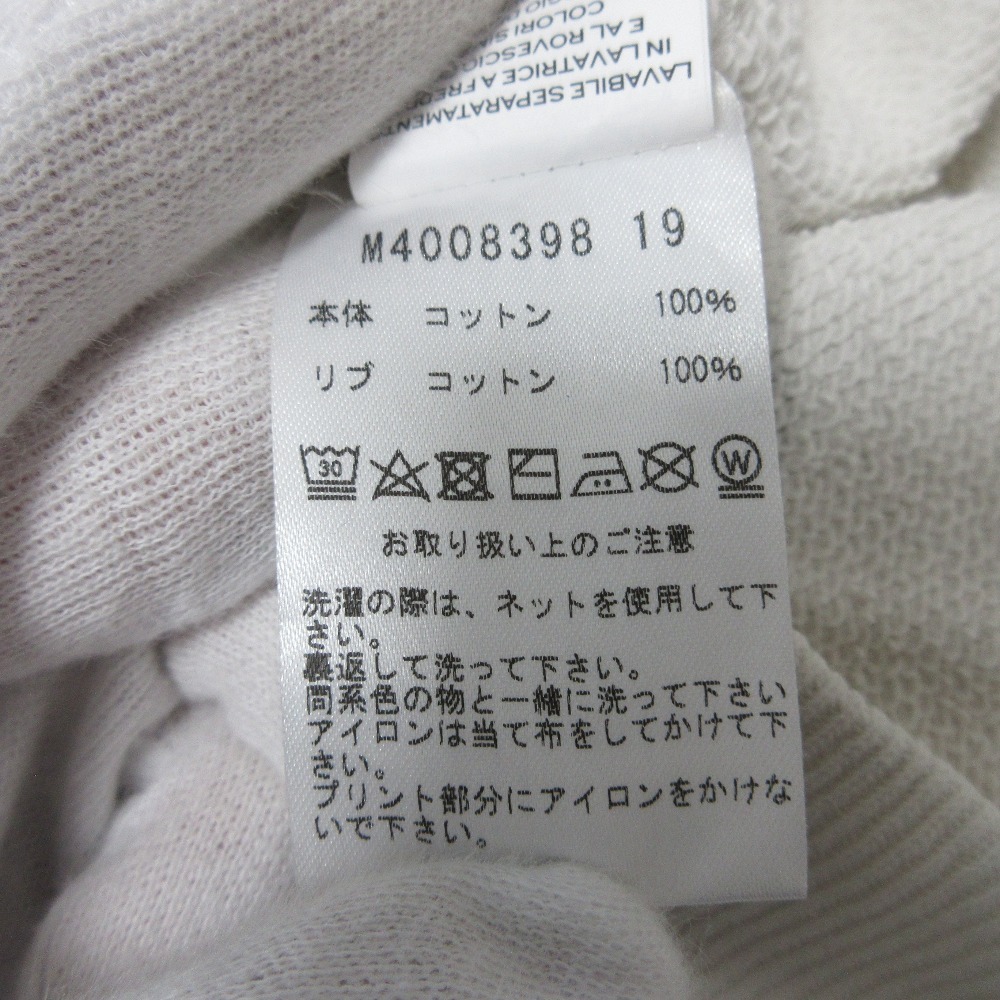 LAVABILE SEPARATAM
IN LAVATRICE A
E AL ROVESCIO
COLORI
M4008398 19
本体 コットン 100%
リブ コットン 100%
30 W
お取り扱い上のご注意
洗濯の際は、ネットを使用して下
さい。
裏返して洗って下さい。
同系色の物と一緒に洗って下さい
アイロンは当て布をしてかけて下
さい。
プリント部分にアイロンをかけな
いで下さい。